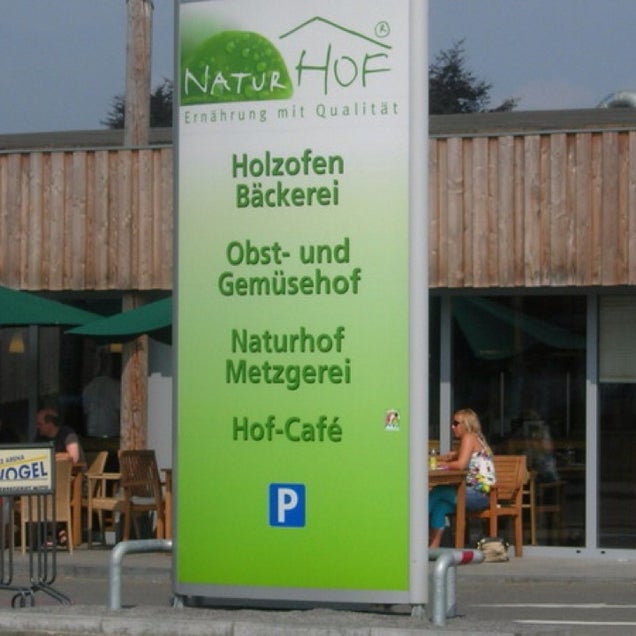 NATUR HOF ®
Ernährung mit Qualität
Holzofen
Bäckerei
Obst- und
Gemüsehof
Naturhof
Metzgerei
Hof-Café
P
VOGEL